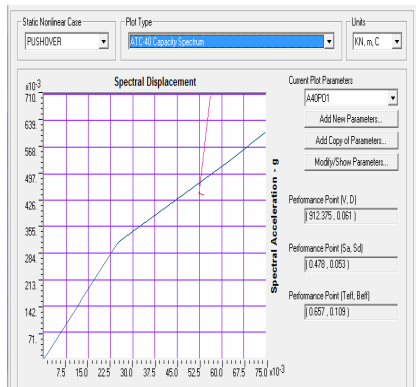 Static Nonlinear Case
PUSHOVER
Plot Type
ATC-40 Capacity Spectrum
Units
KN, m, C
Spectral Displacement
x10-3
710.
639.
568.
497.
426.
355.
284.
213.
142.
71.
7.5 15.0 22.5 30.0 37.5 45.0 52.5 60.0 67.5 75.0 x10-3
Spectral Acceleration - g
Current Plot Parameters
A40PO1
Add New Parameters...
Add Copy of Parameters...
Modify/Show Parameters...
Performance Point (V, D)
( 912.375 , 0.061 )
Performance Point (Sa, Sd)
( 0.478 , 0.053 )
Performance Point (Teff, Beff)
( 0.657 , 0.109 )